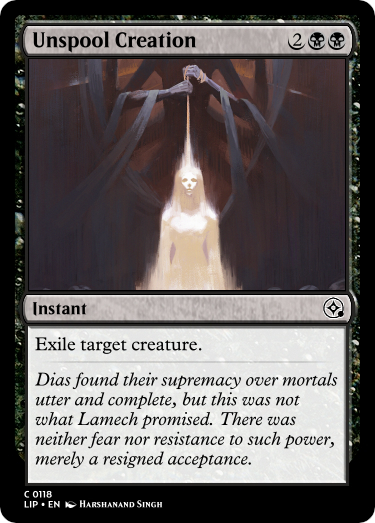 Unspool Creation 2
Instant
Exile target creature.
Dias found their supremacy over mortals
utter and complete, but this was not
what Lamech promised. There was
neither fear nor resistance to such power,
merely a resigned acceptance.
C 0118
LIP • EN Harshanand Singh